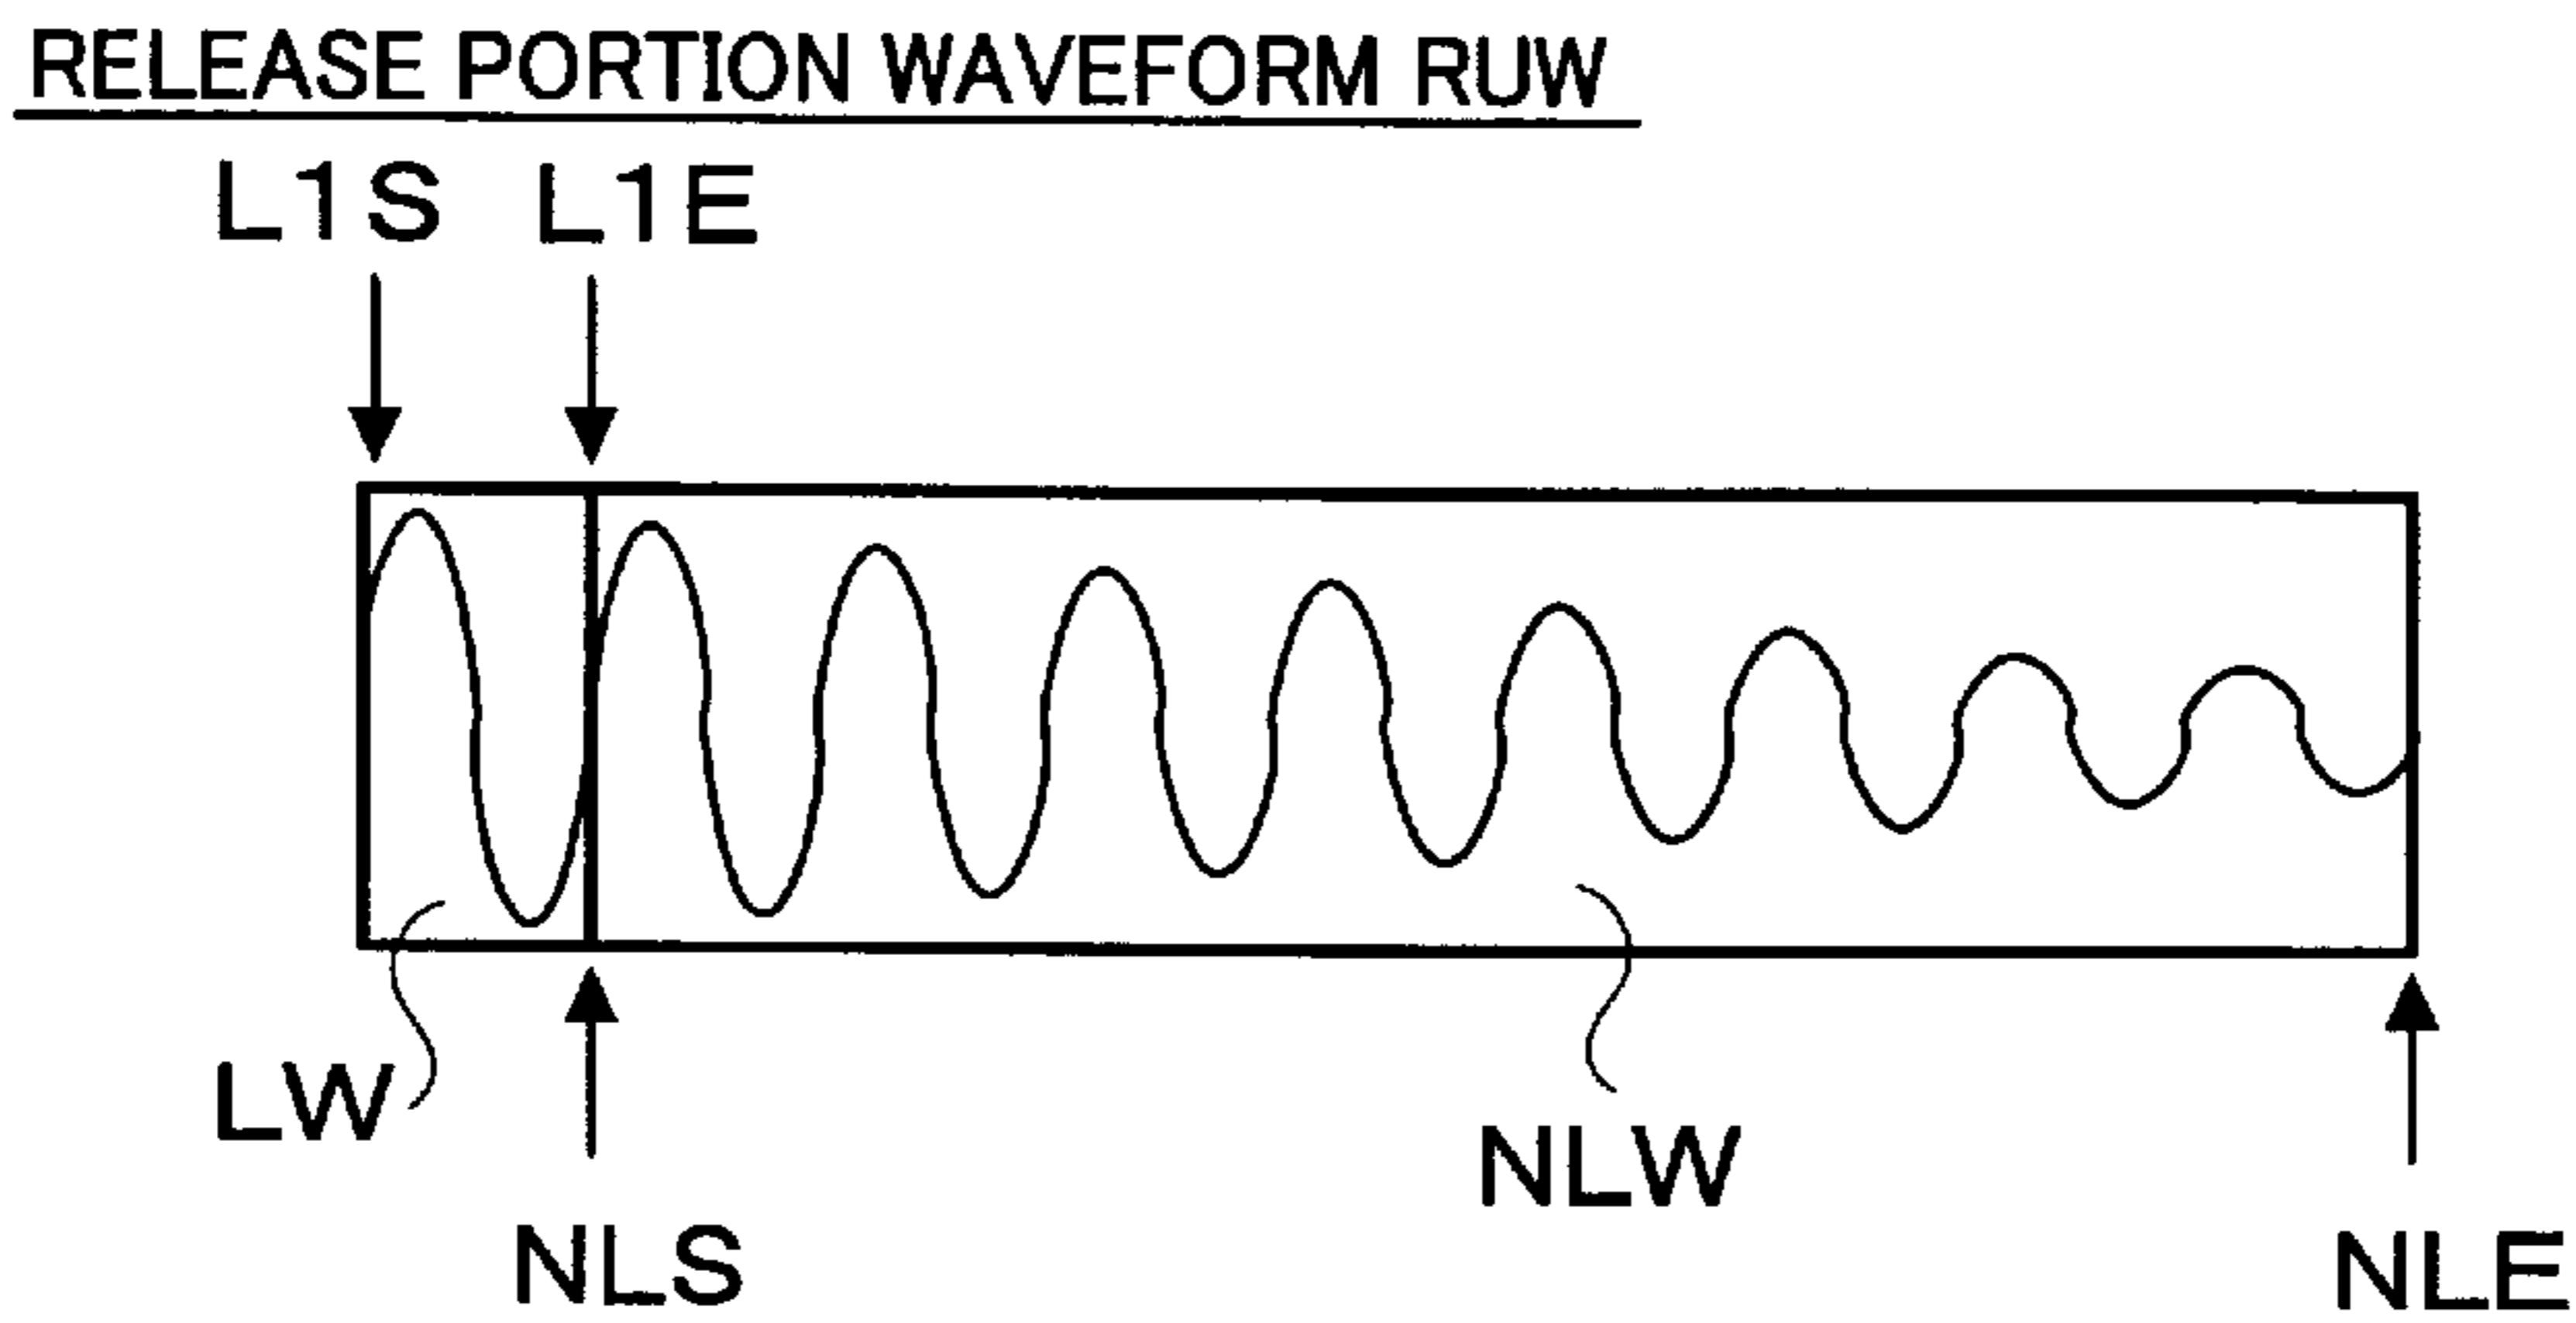 RELEASE PORTION WAVEFORM RUW
L1S L1E
LW
NLW
NLS
NLE